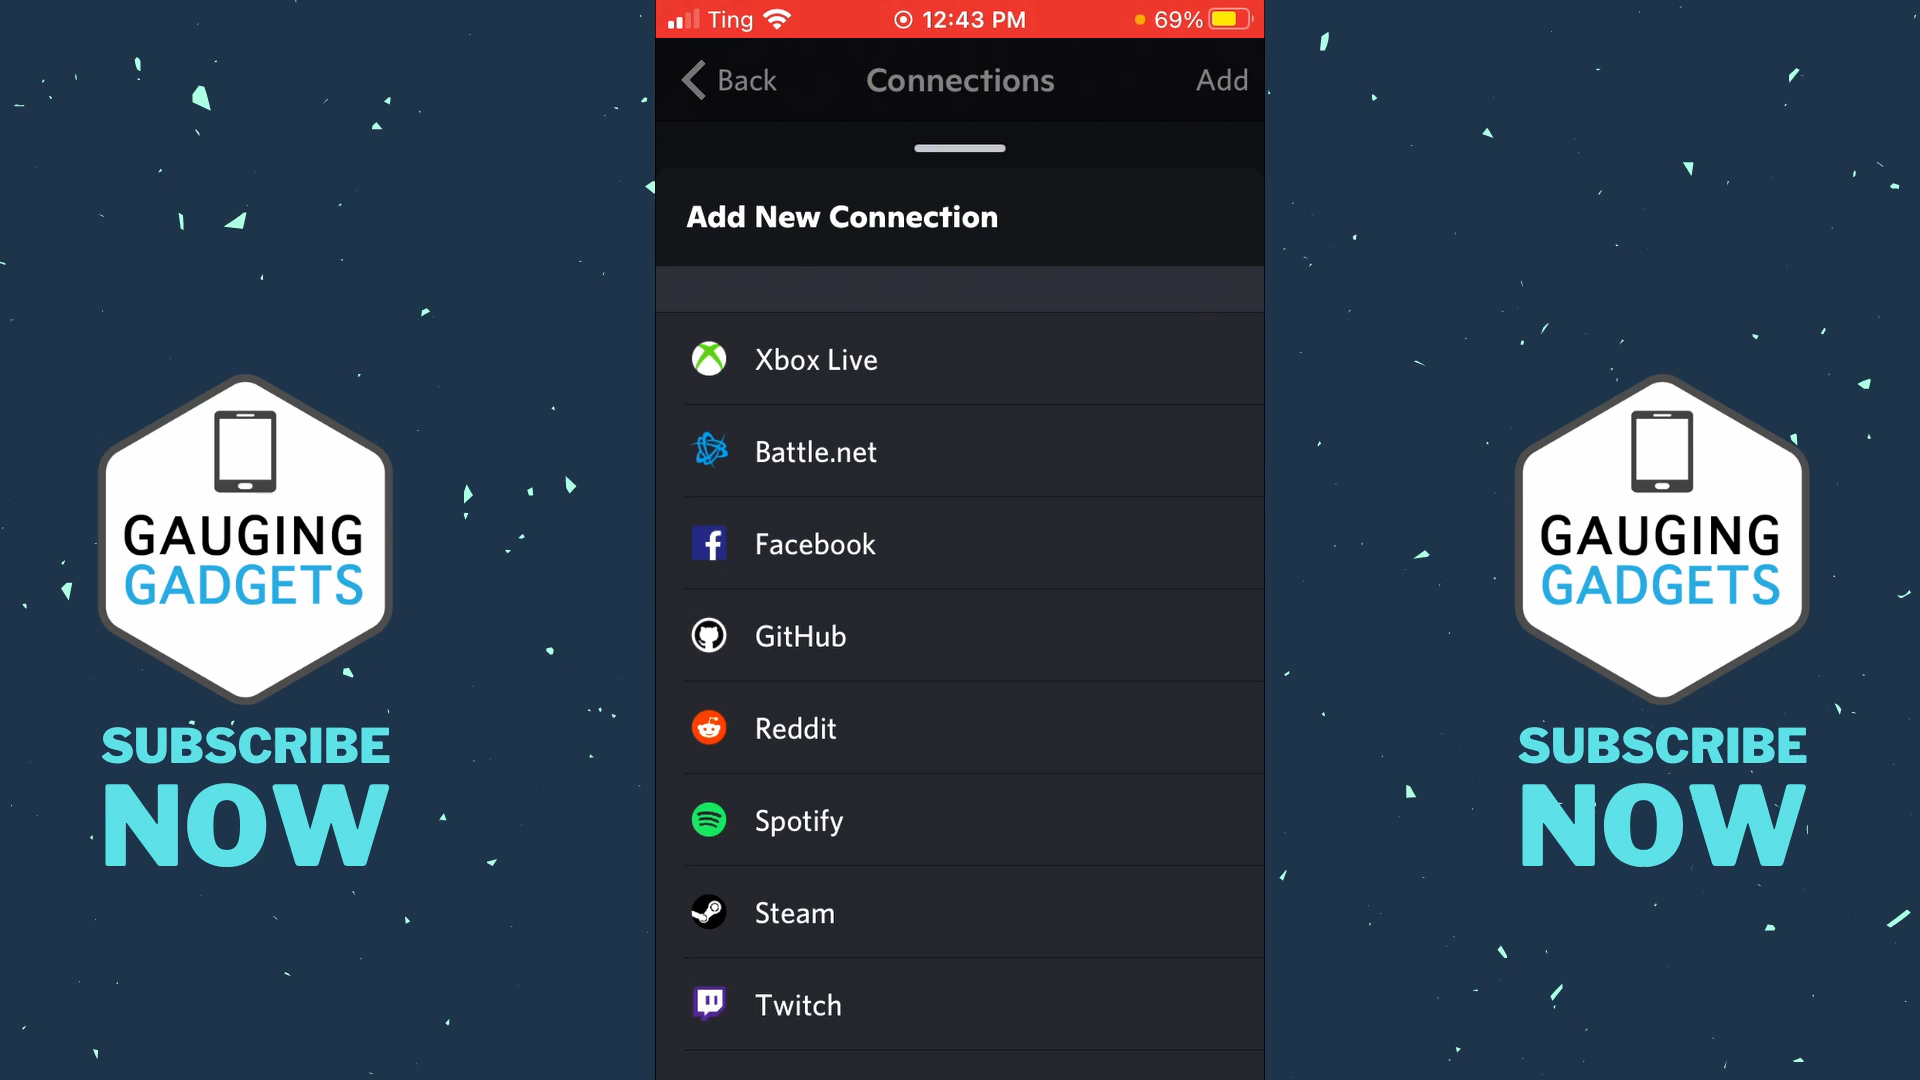 Ting
12:43 PM
69%
Back
Connections
Add
Add New Connection
Xbox Live
Battle.net
Facebook
GitHub
Reddit
Spotify
Steam
Twitch
GAUGING
GADGETS
SUBSCRIBE
NOW
GAUGING
GADGETS
SUBSCRIBE
NOW